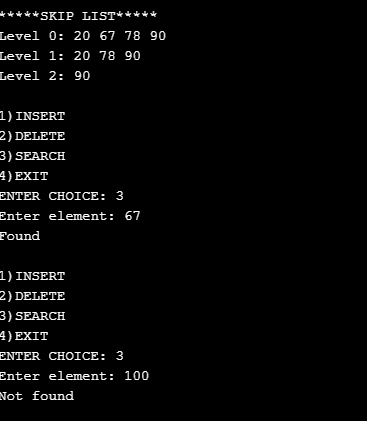 *****SKIP LIST*****
Level 0: 20 67 78 90
Level 1: 20 78 90
Level 2: 90
1)INSERT
2)DELETE
3)SEARCH
4)EXIT
ENTER CHOICE: 3
Enter element: 67
Found
1)INSERT
2)DELETE
3)SEARCH
4)EXIT
ENTER CHOICE: 3
Enter element: 100
Not found